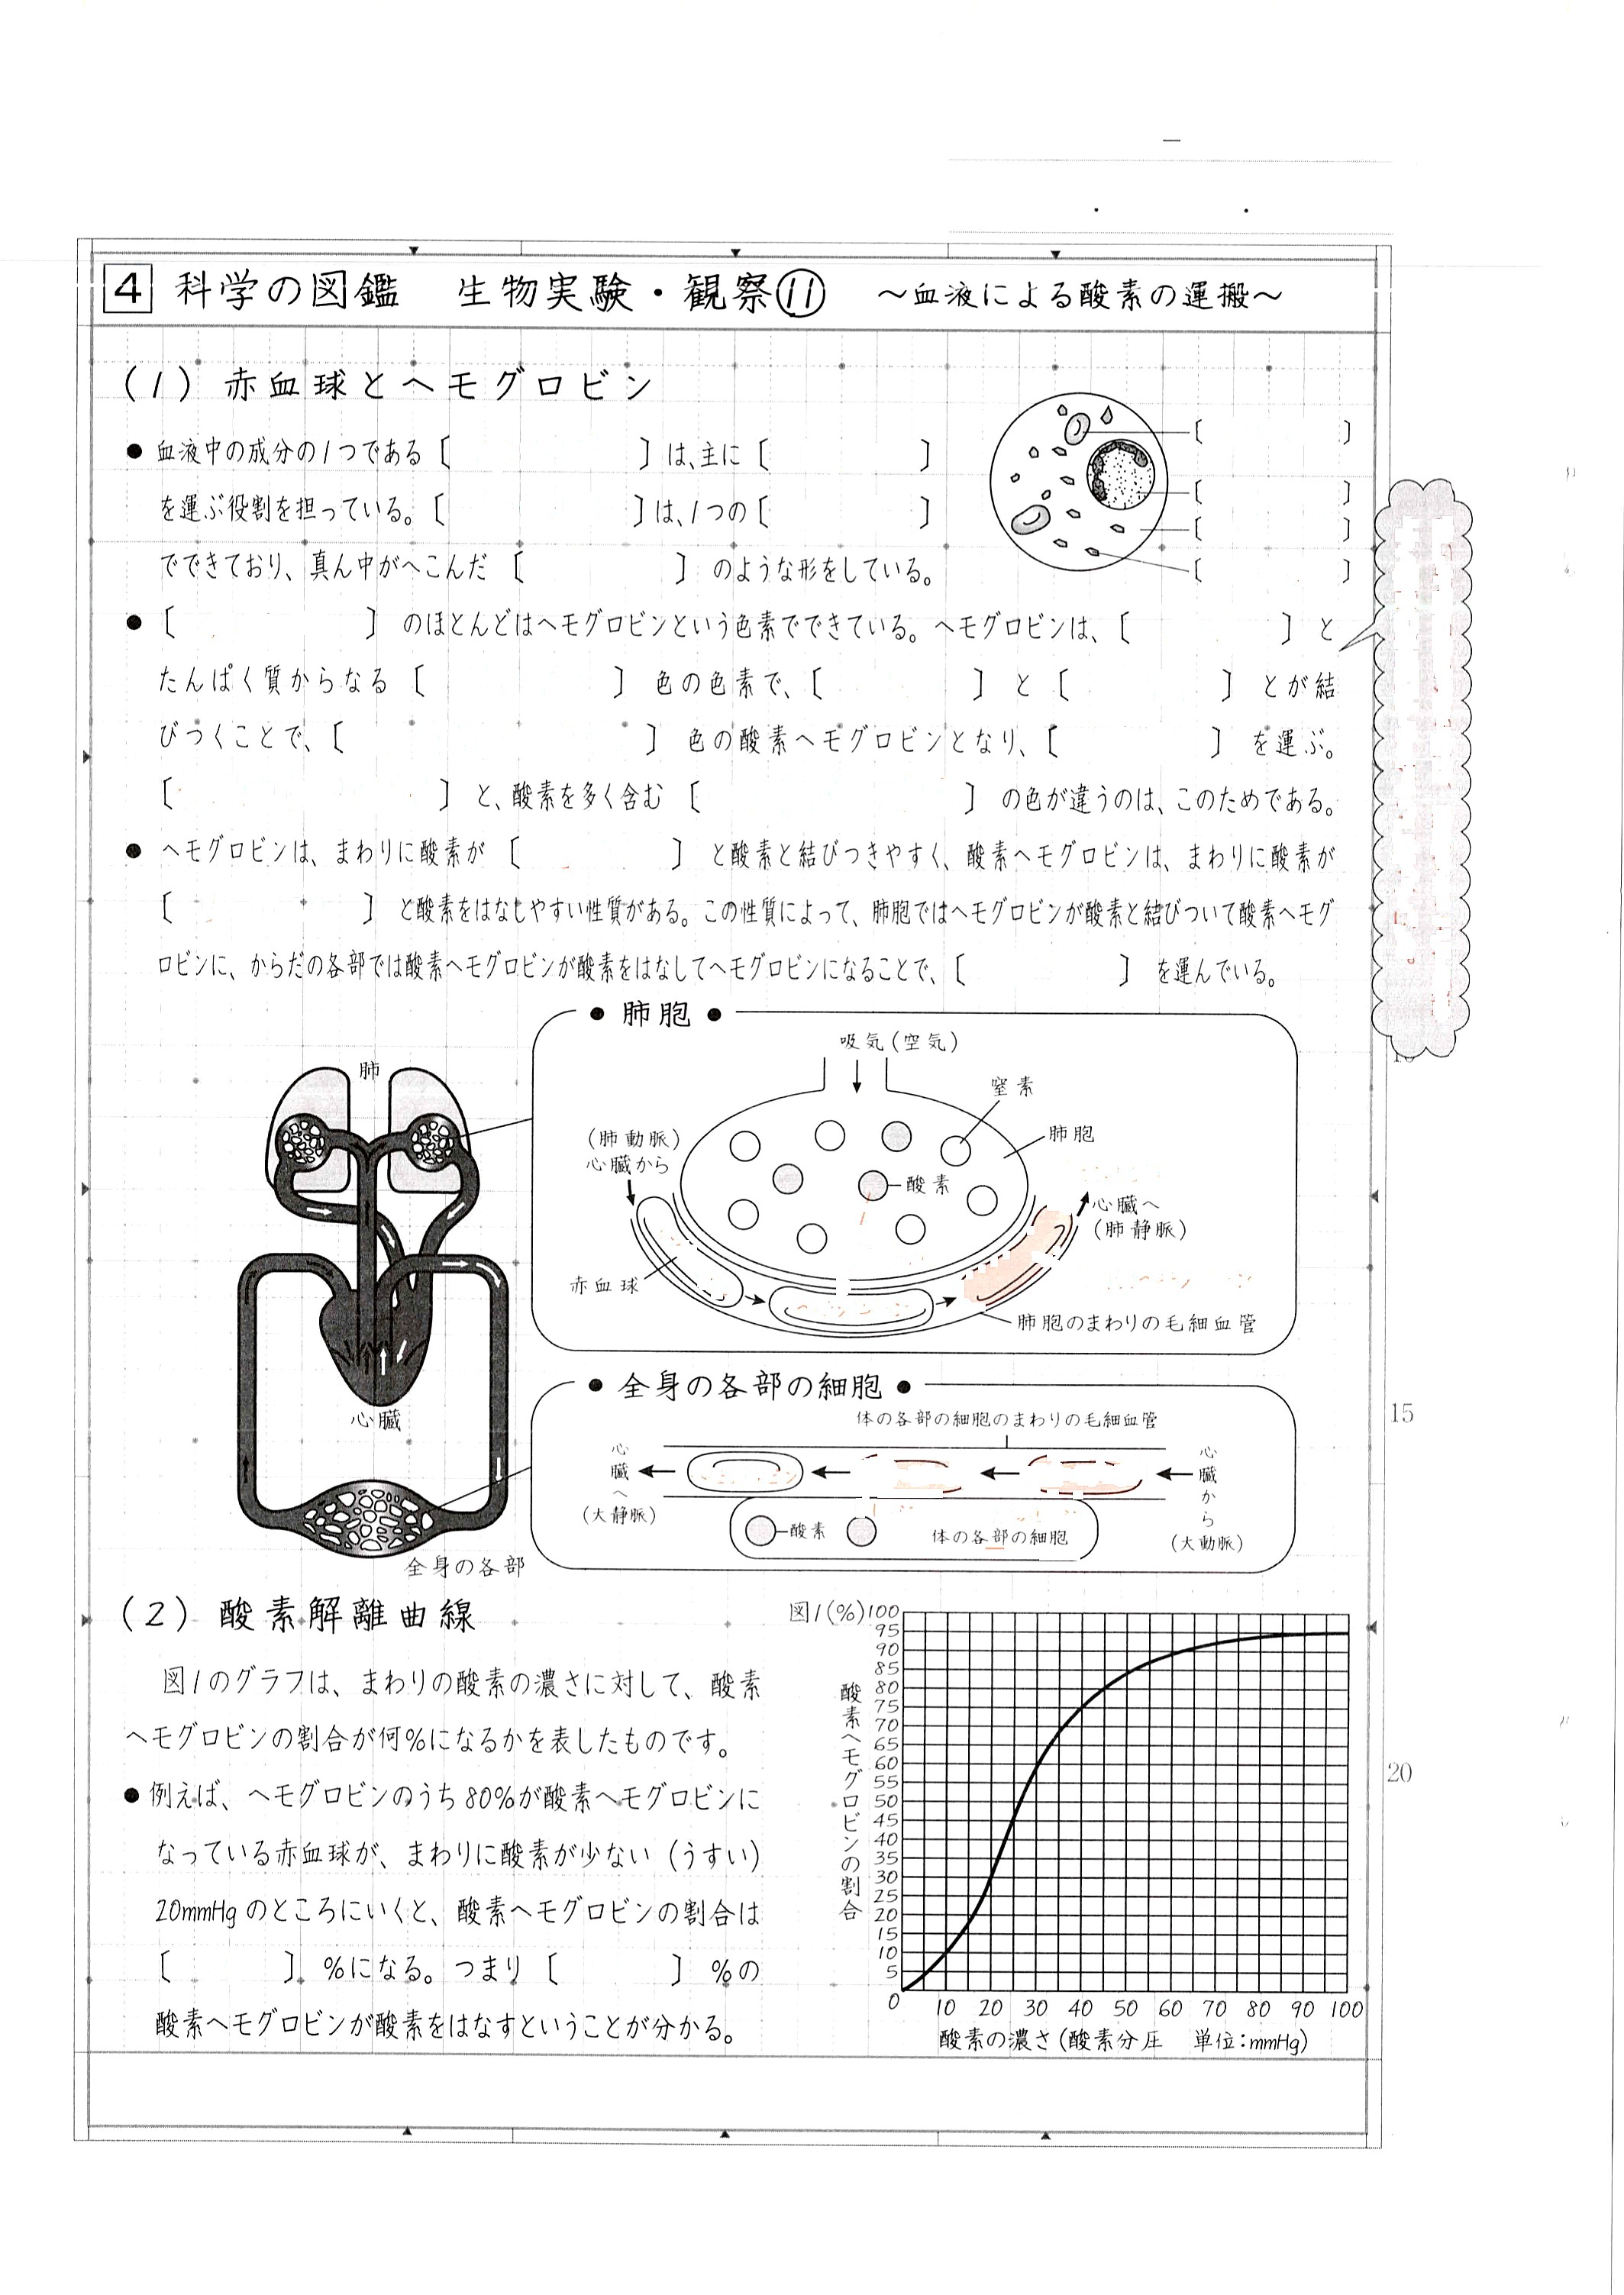 4 科学の図鑑 生物実験・観察⑪ ～血液による酸素の運搬～
(1) 赤血球とヘモグロビン
●血液中の成分の1つである〔　　　〕は、主に〔　　　〕
を運ぶ役割を担っている。〔　　　〕は、1つの〔　　　〕
でできており、真ん中がへこんだ〔　　　〕のような形をしている。
〔　　　〕
〔　　　〕
〔　　　〕
〔　　　〕
●〔　　　〕のほとんどはヘモグロビンという色素でできている。ヘモグロビンは、〔　　　〕と
たんぱく質からなる〔　　　〕色の色素で、〔　　　〕と〔　　　〕とが結
びつくことで、〔　　　〕色の酸素ヘモグロビンとなり、〔　　　〕を運ぶ。
〔　　　〕と、酸素を多く含む〔　　　〕の色が違うのは、このためである。
●ヘモグロビンは、まわりに酸素が〔　　　〕と酸素と結びつきやすく、酸素ヘモグロビンは、まわりに酸素が
〔　　　〕と酸素をはなしやすい性質がある。この性質によって、肺胞ではヘモグロビンが酸素と結びついて酸素ヘモグ
ロビンに、からだの各部では酸素ヘモグロビンが酸素をはなしてヘモグロビンになることで、〔　　　〕を運んでいる。
肺
心臓
全身の各部
●肺胞●
吸気(空気)
窒素
(肺動脈)
心臓から
肺胞
酸素
心臓へ
(肺静脈)
赤血球
肺胞のまわりの毛細血管
●全身の各部の細胞●
体の各部の細胞のまわりの毛細血管
心臓へ
(大静脈)
心臓から
(大動脈)
酸素
体の各部の細胞
15
20
(2) 酸素解離曲線
図1のグラフは、まわりの酸素の濃さに対して、酸素
ヘモグロビンの割合が何%になるかを表したものです。
●例えば、ヘモグロビンのうち80%が酸素ヘモグロビンに
なっている赤血球が、まわりに酸素が少ない(うすい)
20mmHgのところにいくと、酸素ヘモグロビンの割合は
〔　　　〕%になる。つまり〔　　　〕%の
酸素ヘモグロビンが酸素をはなすということが分かる。
図1(%)100
95
90
85
80
75
70
65
60
55
50
45
40
35
30
25
20
15
10
5
酸素ヘモグロビンの割合
0 10 20 30 40 50 60 70 80 90 100
酸素の濃さ(酸素分圧 単位:mmHg)